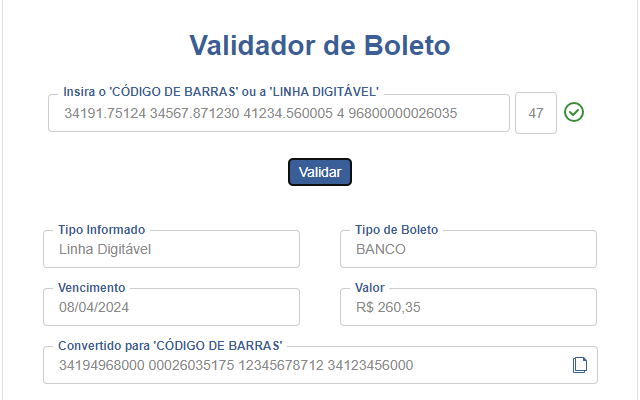 Validador de Boleto
Insira o 'CÓDIGO DE BARRAS' ou a 'LINHA DIGITÁVEL'
34191.75124 34567.871230 41234.560005 4 96800000026035 47
Validar
Tipo Informado Tipo de Boleto
Linha Digitável BANCO
Vencimento Valor
08/04/2024 R$ 260,35
Convertido para 'CÓDIGO DE BARRAS'
34194968000 00026035175 12345678712 34123456000